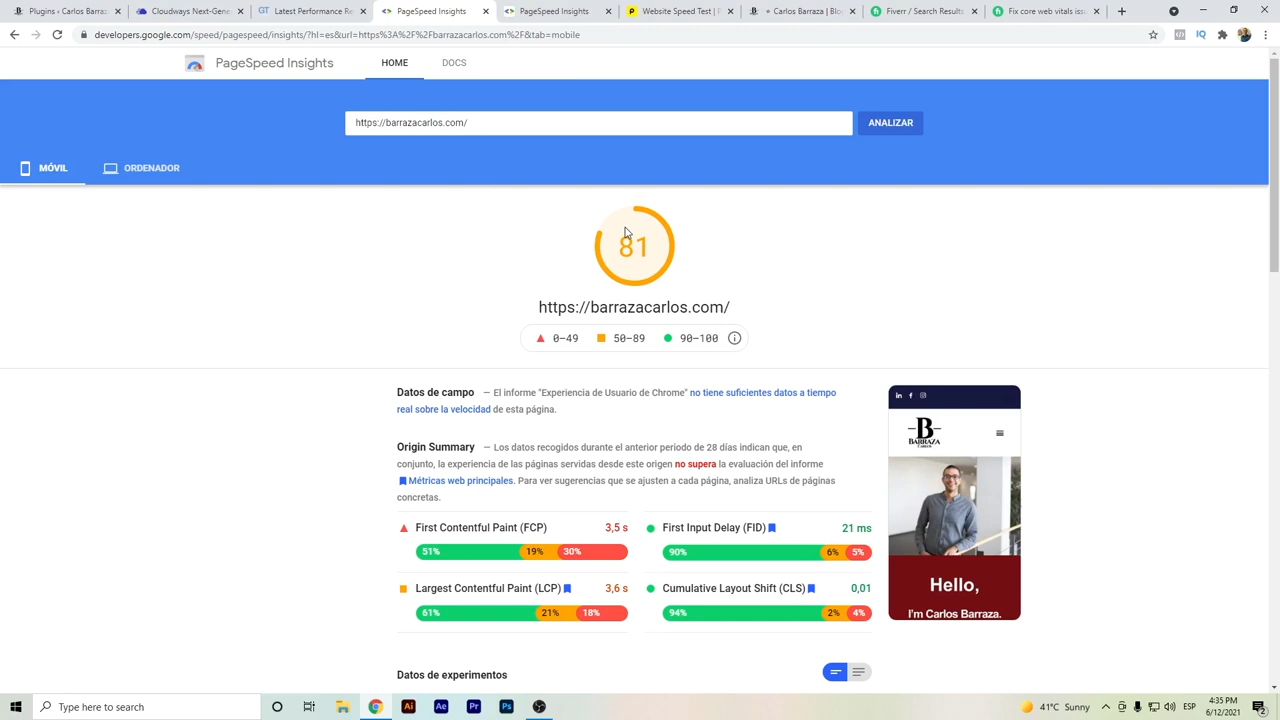 Plugins ‹ Carlos Barraza
Cloudways Next-Gene
Latest Performance Re
PageSpeed Insights
PageSpeed Insights
Website Speed Test | P
Carlos Barraza | Blo
Fiverr / Search Results
Fix core web vitals iss
developers.google.com/speed/pagespeed/insights/?hl=es&url=https%3A%2F%2Fbarrazacarlos.com%2F&tab=mobile
IQ
PageSpeed Insights
HOME
DOCS
https://barrazacarlos.com/
ANALIZAR
MÓVIL
ORDENADOR
81
https://barrazacarlos.com/
0–49
50–89
90–100
Datos de campo — El informe "Experiencia de Usuario de Chrome" no tiene suficientes datos a tiempo
real sobre la velocidad de esta página.
Origin Summary — Los datos recogidos durante el anterior periodo de 28 días indican que, en
conjunto, la experiencia de las páginas servidas desde este origen no supera la evaluación del informe
Métricas web principales. Para ver sugerencias que se ajusten a cada página, analiza URLs de páginas
concretas.
First Contentful Paint (FCP) 3,5 s
51% 19% 30%
First Input Delay (FID) 21 ms
90% 6% 5%
Largest Contentful Paint (LCP) 3,6 s
61% 21% 18%
Cumulative Layout Shift (CLS) 0,01
94% 2% 4%
B
BARRAZA
CARLOS
Hello,
I'm Carlos Barraza.
Datos de experimentos
Type here to search
Ai
Ae
Pr
Ps
41°C Sunny
ESP
4:35 PM
6/12/2021
2